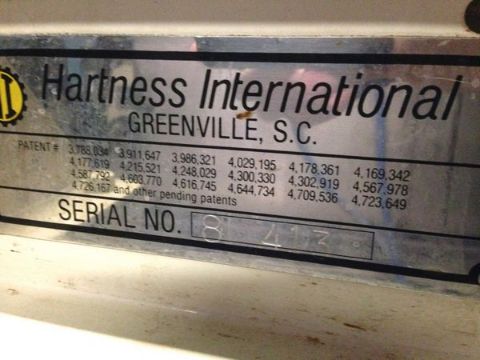 Hartness International
GREENVILLE, S.C.
PATENT # 3,788,034 3,911,647 3,986,321 4,029,195 4,178,361 4,169,342
4,177,619 4,215,521 4,248,029 4,300,330 4,302,919 4,567,978
4,587,792 4,603,770 4,616,745 4,644,734 4,709,536 4,723,649
4,726,167 and other pending patents
SERIAL NO. 8 413